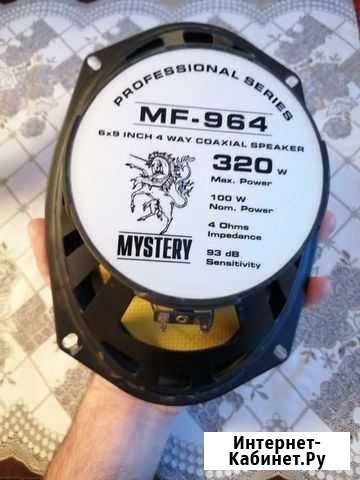 PROFESSIONAL SERIES
MF-964
6x9 INCH 4 WAY COAXIAL SPEAKER
320 W
Max. Power
100 W
Nom. Power
4 Ohms
Impedance
93 dB
Sensitivity
MYSTERY
Интернет-
Кабинет.Ру